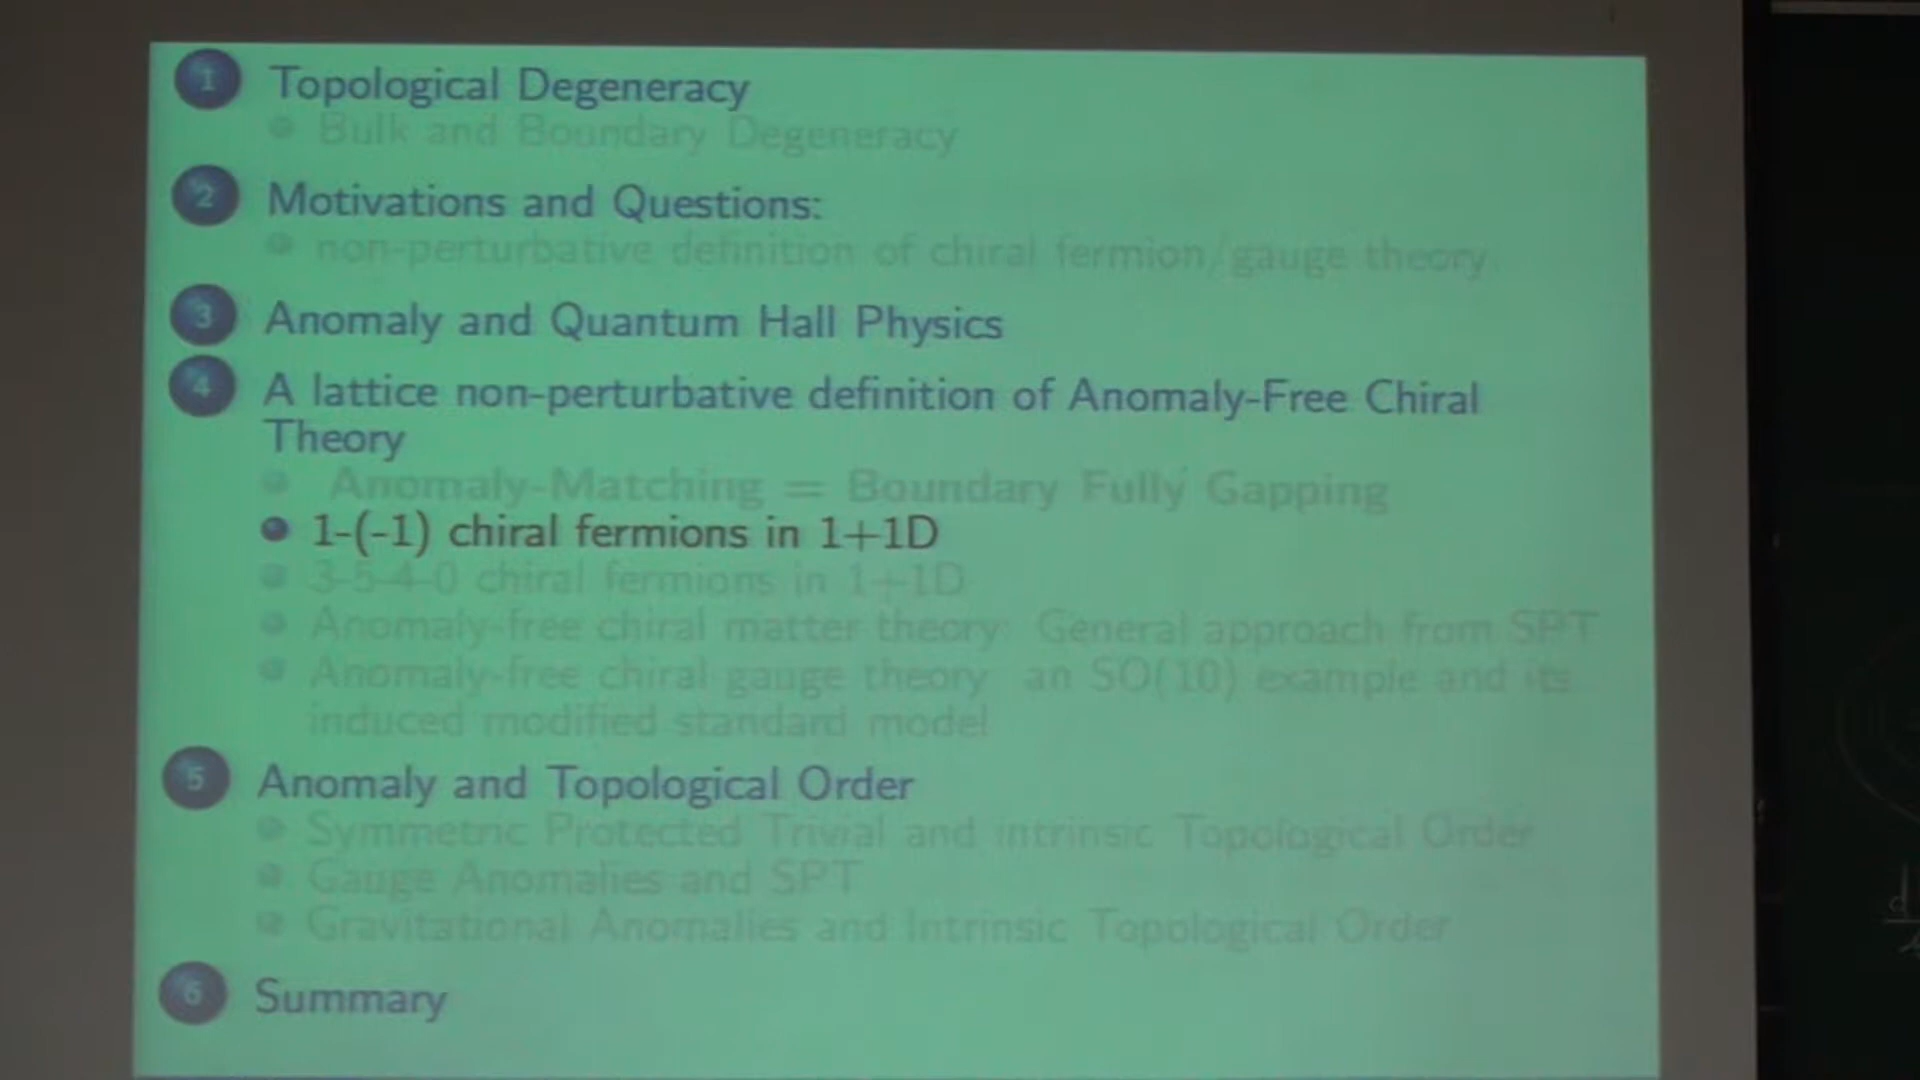 1 Topological Degeneracy
Bulk and Boundary Degeneracy
2 Motivations and Questions:
non-perturbative definition of chiral fermion/gauge theory.
3 Anomaly and Quantum Hall Physics
4 A lattice non-perturbative definition of Anomaly-Free Chiral
Theory
Anomaly-Matching = Boundary Fully Gapping
1-(-1) chiral fermions in 1+1D
3-5-4-0 chiral fermions in 1+1D
Anomaly-free chiral matter theory: General approach from SPT
Anomaly-free chiral gauge theory: an SO(10) example and its
induced modified standard model
5 Anomaly and Topological Order
Symmetric Protected Trivial and intrinsic Topological Order
Gauge Anomalies and SPT
Gravitational Anomalies and Intrinsic Topological Order
6 Summary